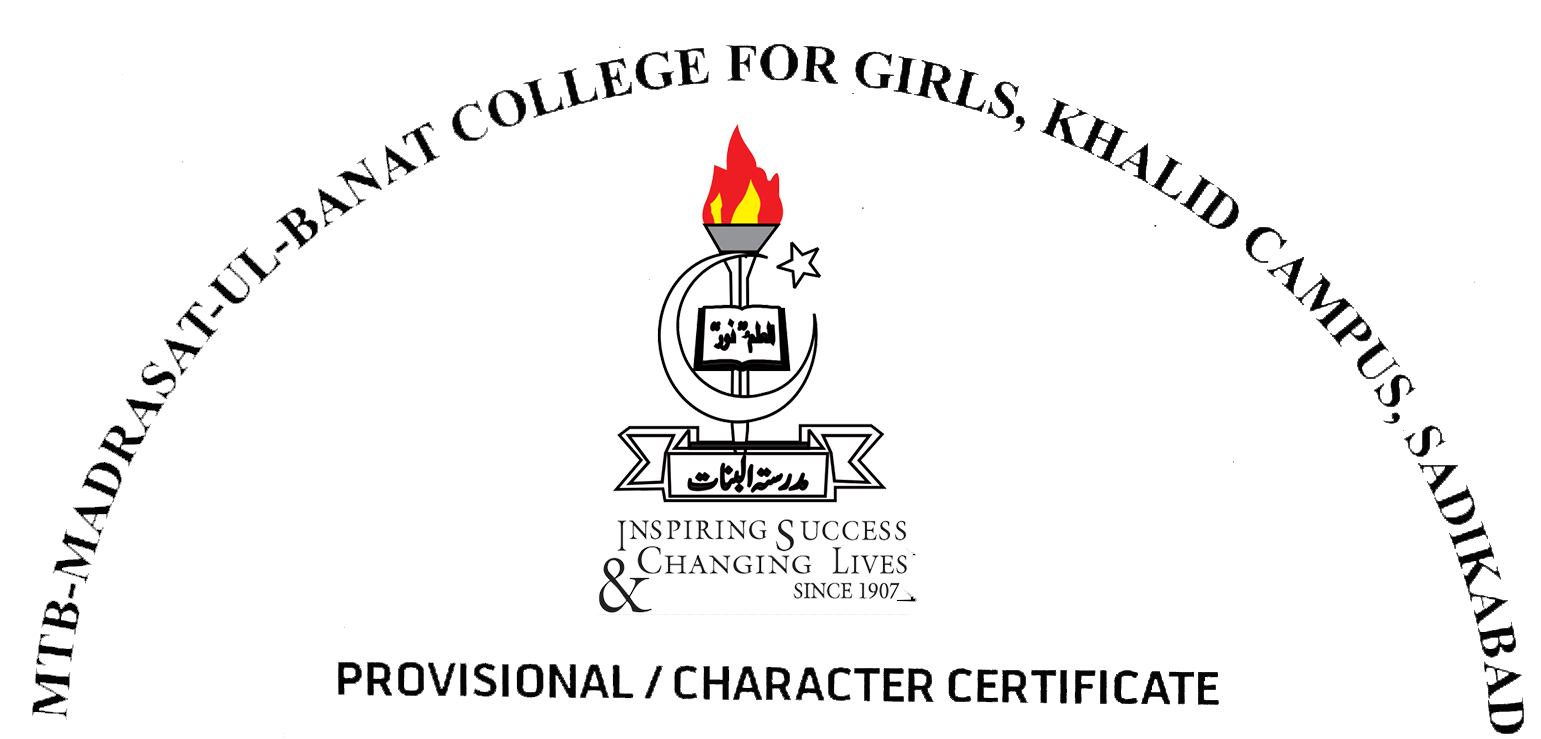 MTB-MADRASAT-UL-BANAT COLLEGE FOR GIRLS, KHALID CAMPUS, SADIKABAD
العلم نور
مدرستہ البنات
INSPIRING SUCCESS
& CHANGING LIVES
SINCE 1907
PROVISIONAL / CHARACTER CERTIFICATE